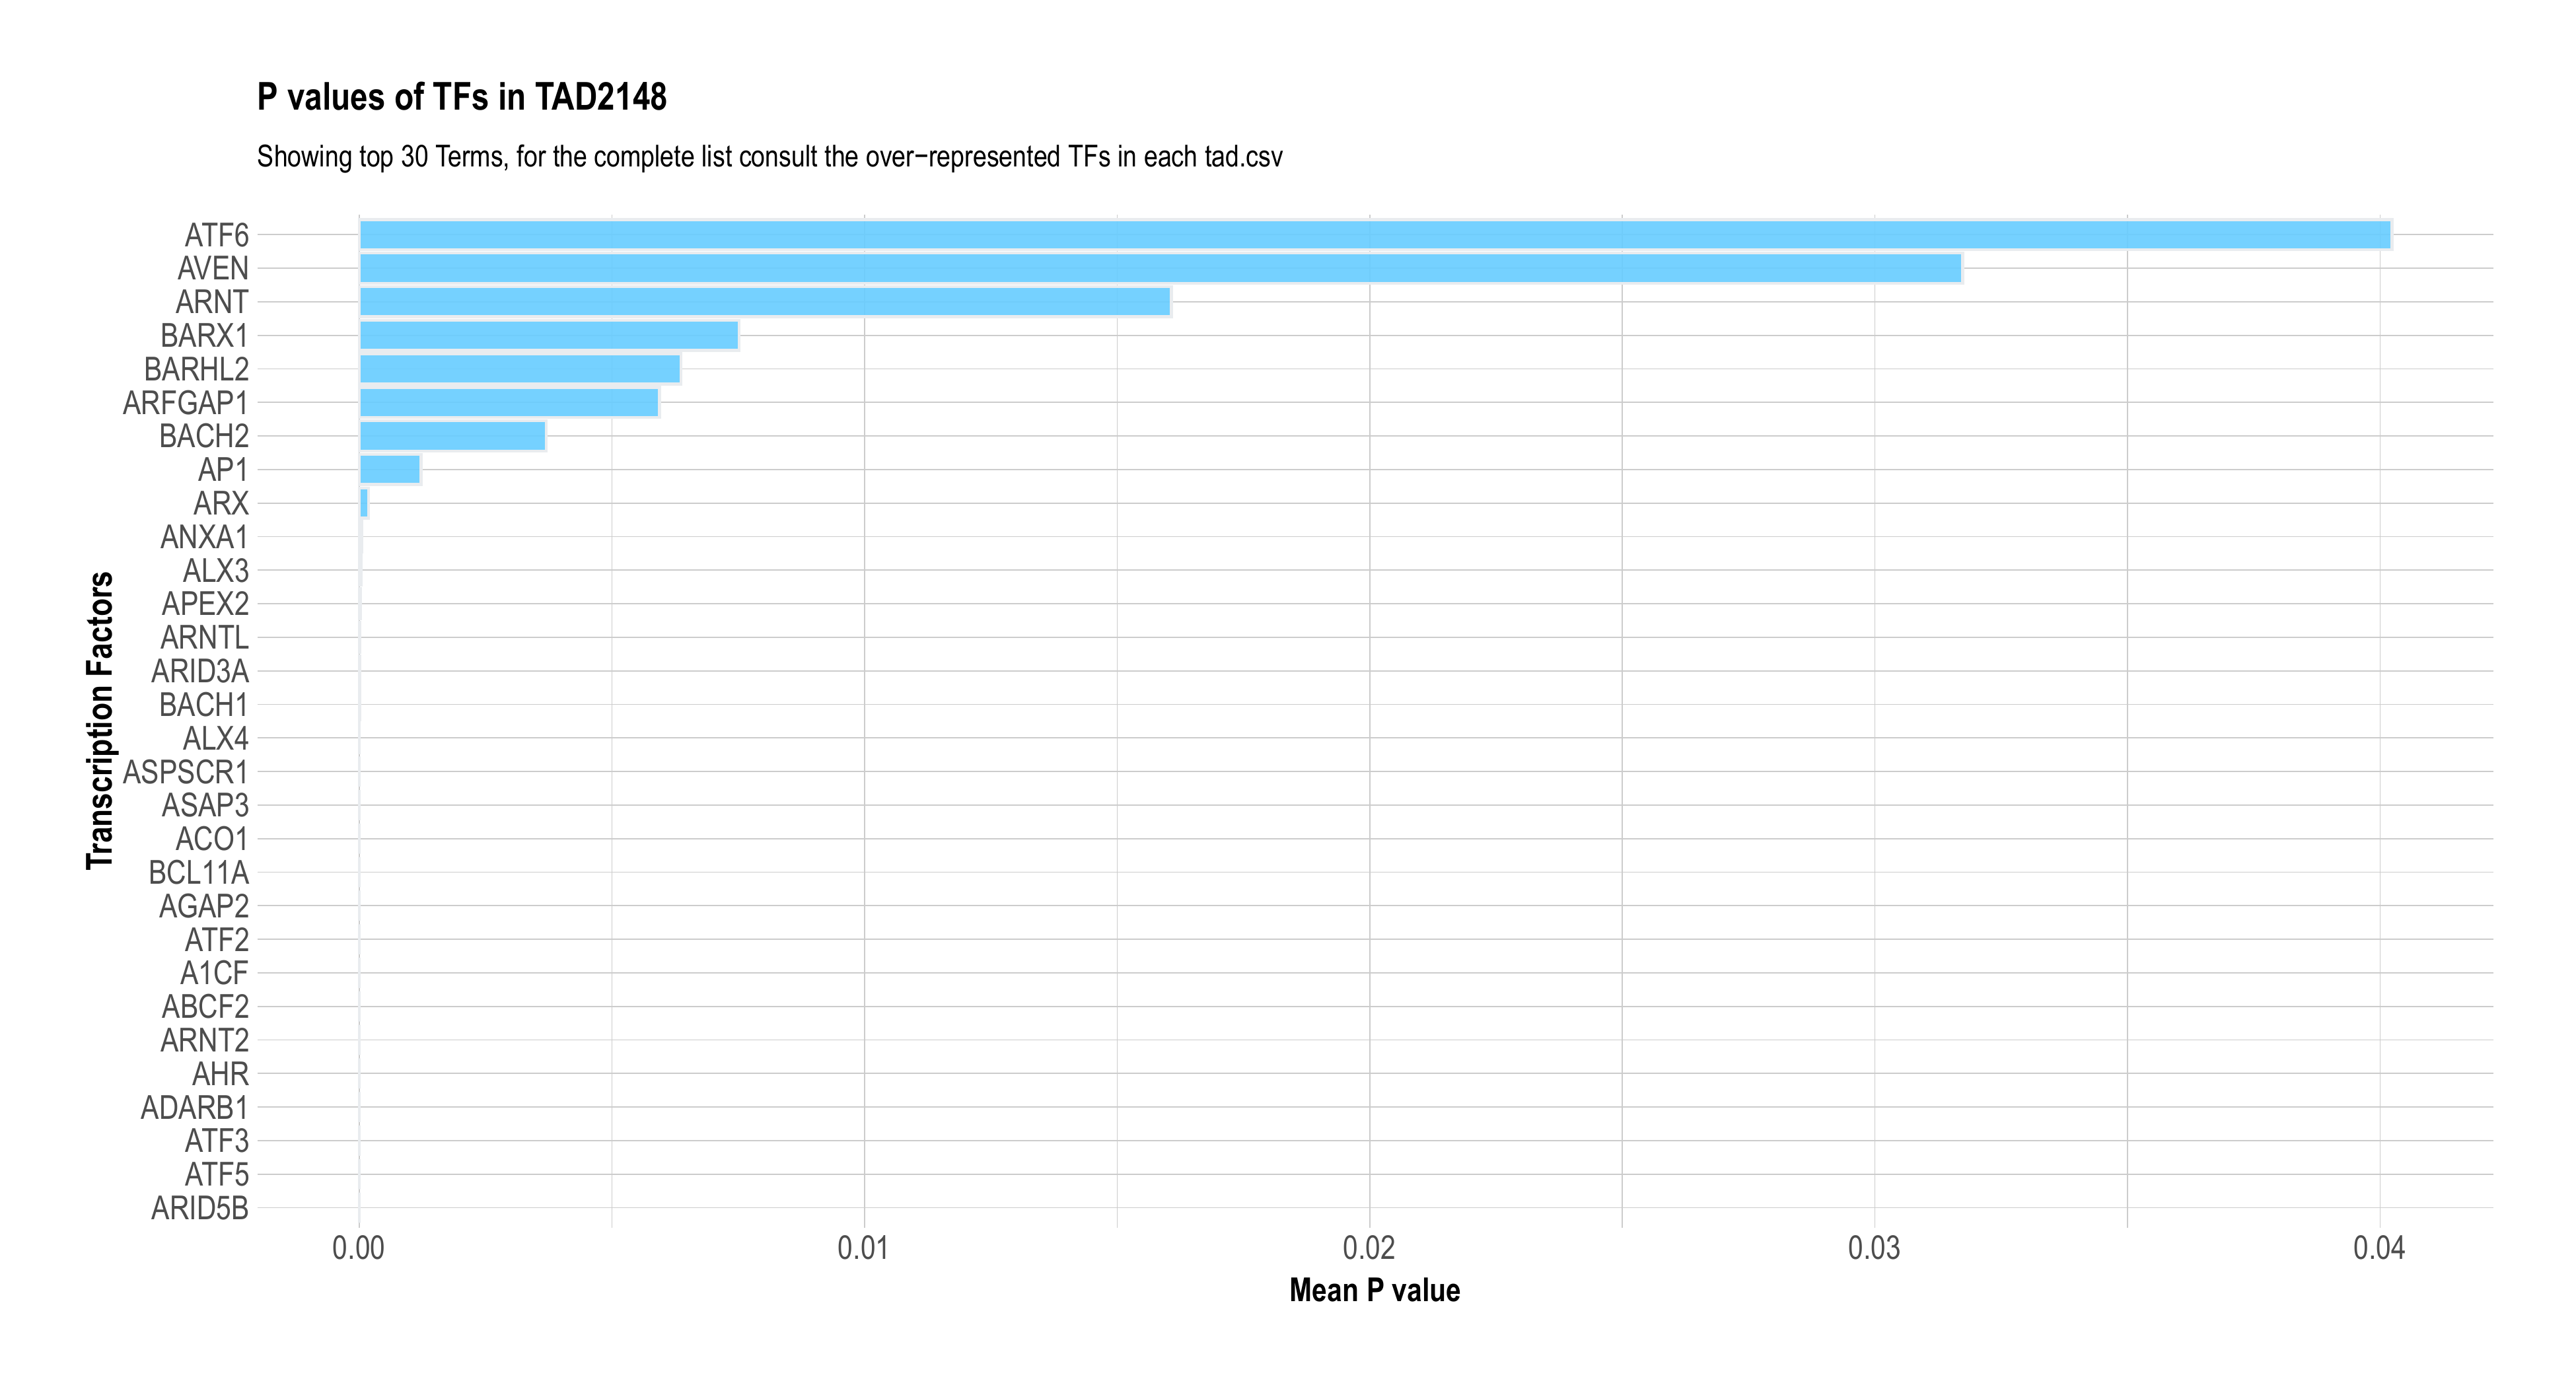 P values of TFs in TAD2148
Showing top 30 Terms, for the complete list consult the over−represented TFs in each tad.csv
ATF6
AVEN
ARNT
BARX1
BARHL2
ARFGAP1
BACH2
AP1
ARX
ANXA1
ALX3
APEX2
ARNTL
ARID3A
BACH1
ALX4
ASPSCR1
ASAP3
ACO1
BCL11A
AGAP2
ATF2
A1CF
ABCF2
ARNT2
AHR
ADARB1
ATF3
ATF5
ARID5B
Transcription Factors
0.00 0.01 0.02 0.03 0.04
Mean P value